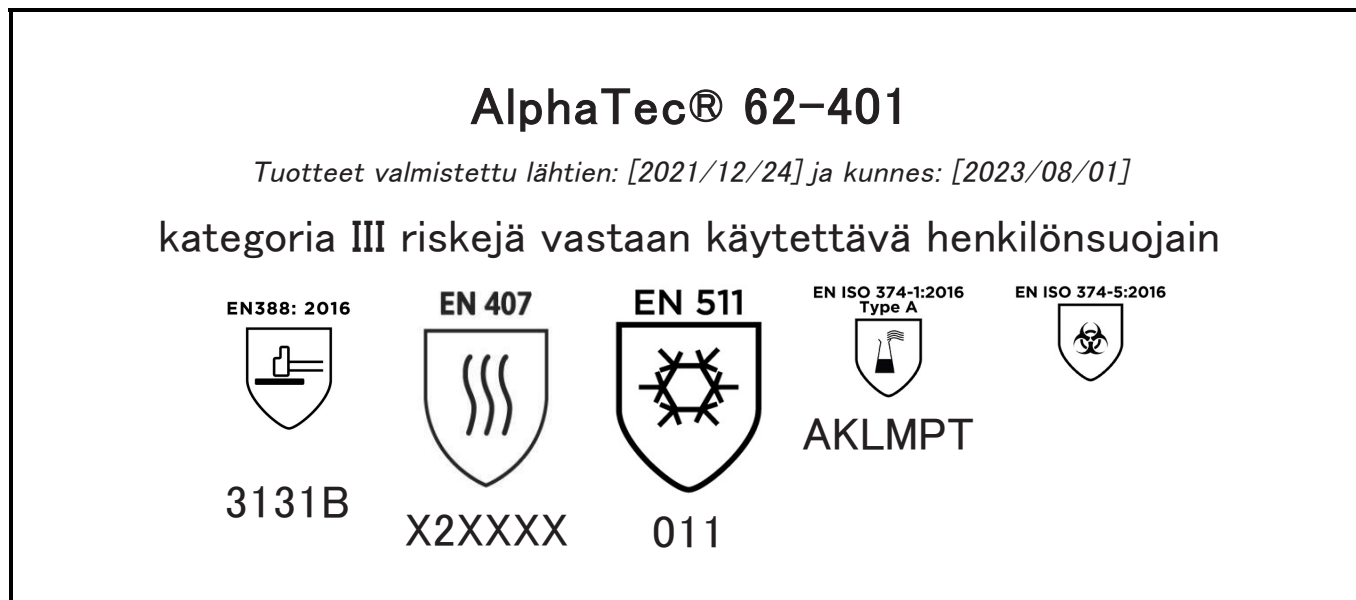 AlphaTec® 62-401
Tuotteet valmistettu lähtien: [2021/12/24] ja kunnes: [2023/08/01]
kategoria III riskejä vastaan käytettävä henkilönsuojain
EN388: 2016
EN 407
EN 511
EN ISO 374-1:2016
Type A
EN ISO 374-5:2016
3131B
X2XXXX
011
AKLMPT